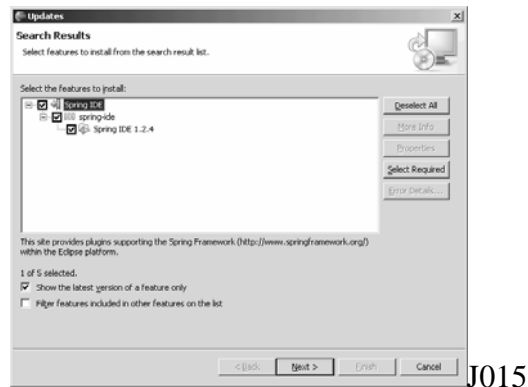 Updates
Search Results
Select features to install from the search result list.
Select the features to install:
Spring IDE
spring-ide
Spring IDE 1.2.4
Deselect All
More Info
Properties
Select Required
Error Details...
This site provides plugins supporting the Spring Framework (http://www.springframework.org/)
within the Eclipse platform.
1 of 5 selected.
Show the latest version of a feature only
Filter features included in other features on the list
< Back
Next >
Finish
Cancel
J015